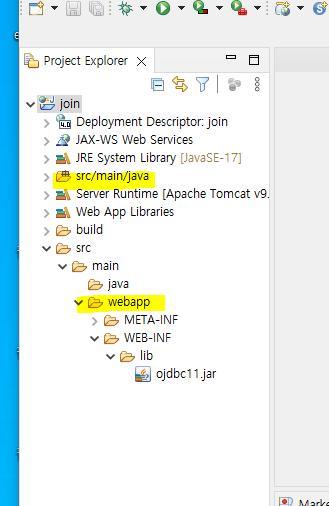 Project Explorer
join
4.0
Deployment Descriptor: join
JAX-WS Web Services
JRE System Library [JavaSE-17]
src/main/java
Server Runtime [Apache Tomcat v9.
Web App Libraries
build
src
main
java
webapp
META-INF
WEB-INF
lib
ojdbc11.jar